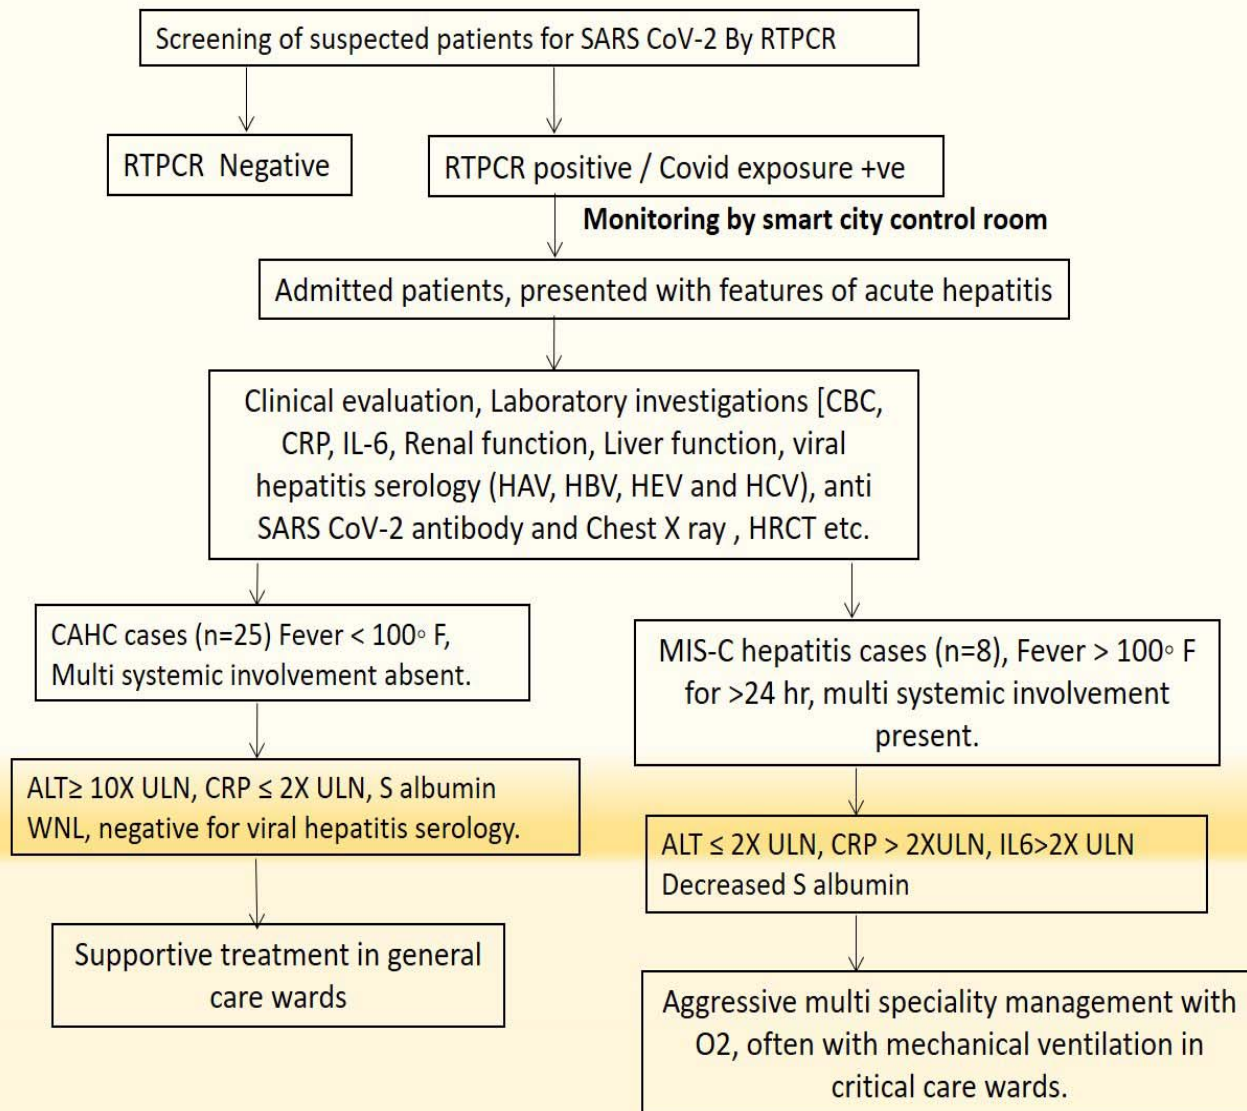 Screening of suspected patients for SARS CoV-2 By RTPCR
RTPCR  Negative
RTPCR positive / Covid exposure +ve
Monitoring by smart city control room
Admitted patients, presented with features of acute hepatitis
Clinical evaluation, Laboratory investigations [CBC,
CRP, IL-6, Renal function, Liver function, viral
hepatitis serology (HAV, HBV, HEV and HCV), anti
SARS CoV-2 antibody and Chest X ray , HRCT etc.
CAHC cases (n=25) Fever < 100◦ F,
Multi systemic involvement absent.
MIS-C hepatitis cases (n=8), Fever > 100◦ F
for >24 hr, multi systemic involvement
present.
ALT≥ 10X ULN, CRP ≤ 2X ULN, S albumin
WNL, negative for viral hepatitis serology.
ALT ≤ 2X ULN, CRP > 2XULN, IL6>2X ULN
Decreased S albumin
Supportive treatment in general
care wards
Aggressive multi speciality management with
O2, often with mechanical ventilation in
critical care wards.